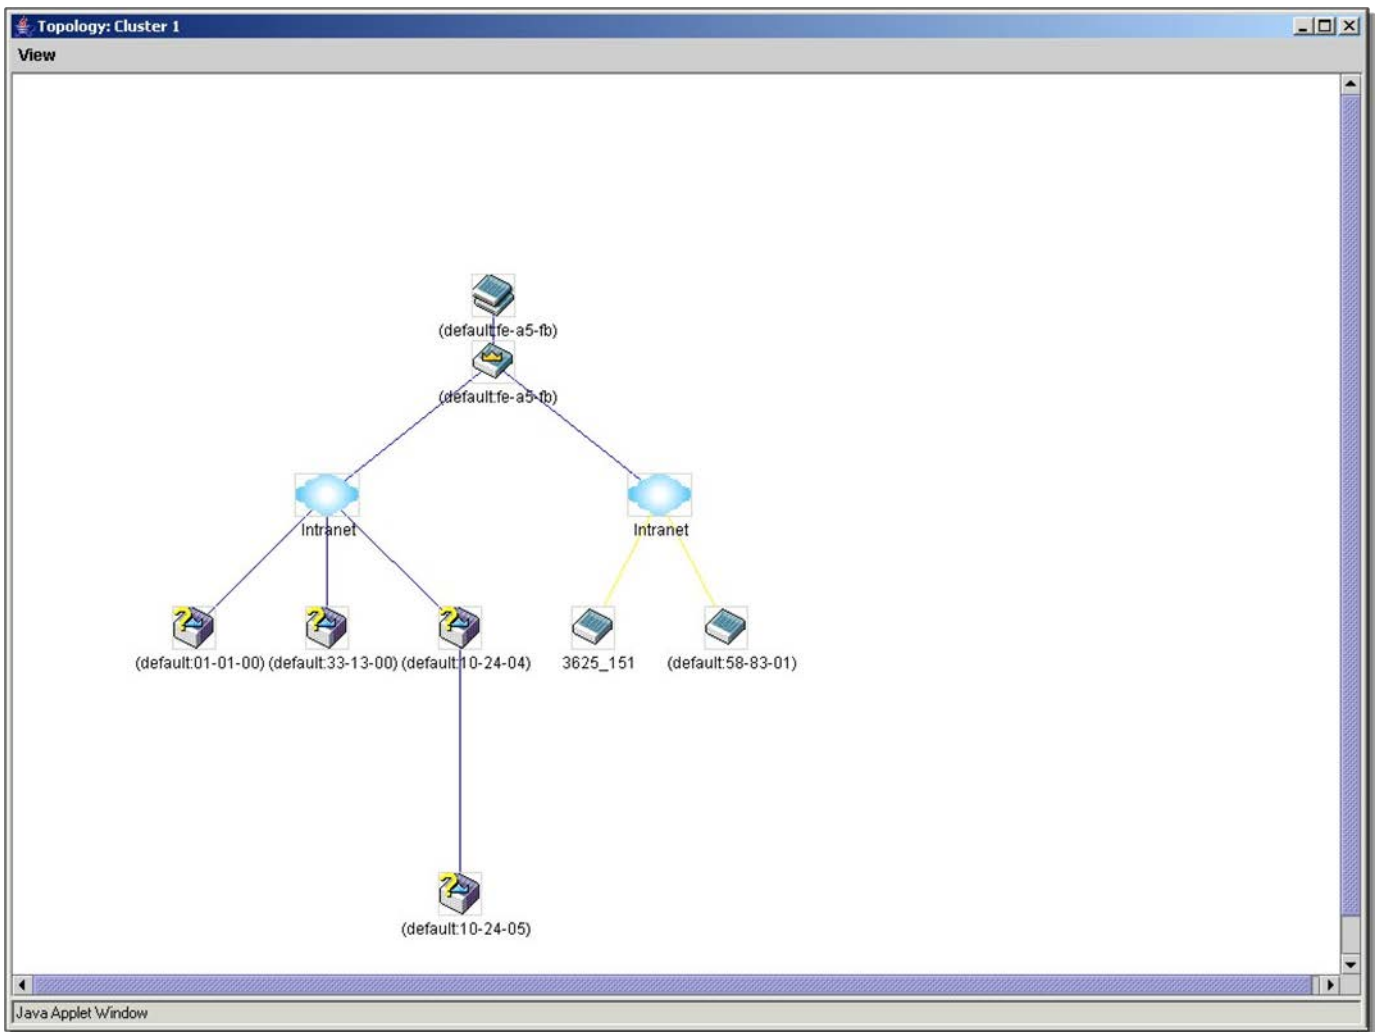 Topology: Cluster 1
View
(default:fe-a5-fb)
(default:fe-a5-fb)
Intranet Intranet
(default:01-01-00) (default:33-13-00) (default:10-24-04) 3625_151 (default:58-83-01)
(default:10-24-05)
Java Applet Window